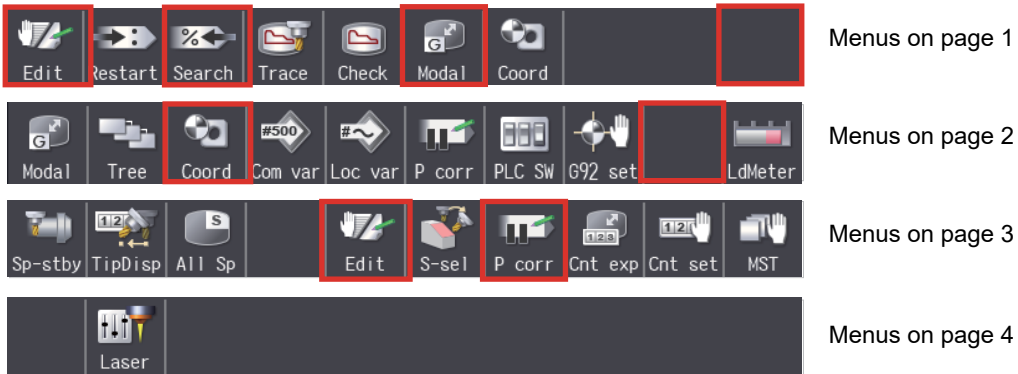 Edit Restart Search Trace Check Modal Coord Menus on page 1
Modal Tree Coord Com var Loc var P corr PLC SW G92 set LdMeter Menus on page 2
Sp-stby TipDisp All Sp Edit S-sel P corr Cnt exp Cnt set MST Menus on page 3
Laser Menus on page 4